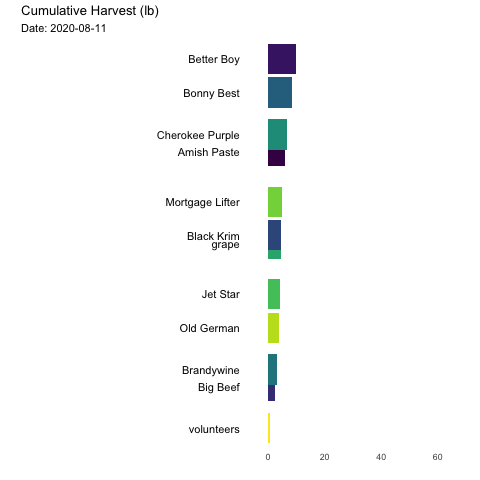 Cumulative Harvest (lb)
Date: 2020-08-11
Better Boy
Bonny Best
Cherokee Purple
Amish Paste
Mortgage Lifter
Black Krim
grape
Jet Star
Old German
Brandywine
Big Beef
volunteers
0 20 40 60